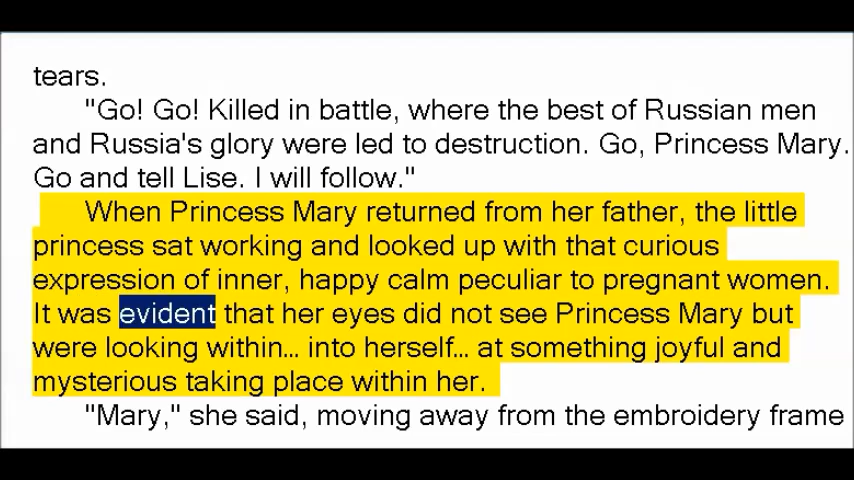 tears.
"Go! Go! Killed in battle, where the best of Russian men
and Russia's glory were led to destruction. Go, Princess Mary.
Go and tell Lise. I will follow."
When Princess Mary returned from her father, the little
princess sat working and looked up with that curious
expression of inner, happy calm peculiar to pregnant women.
It was evident that her eyes did not see Princess Mary but
were looking within... into herself... at something joyful and
mysterious taking place within her.
"Mary," she said, moving away from the embroidery frame